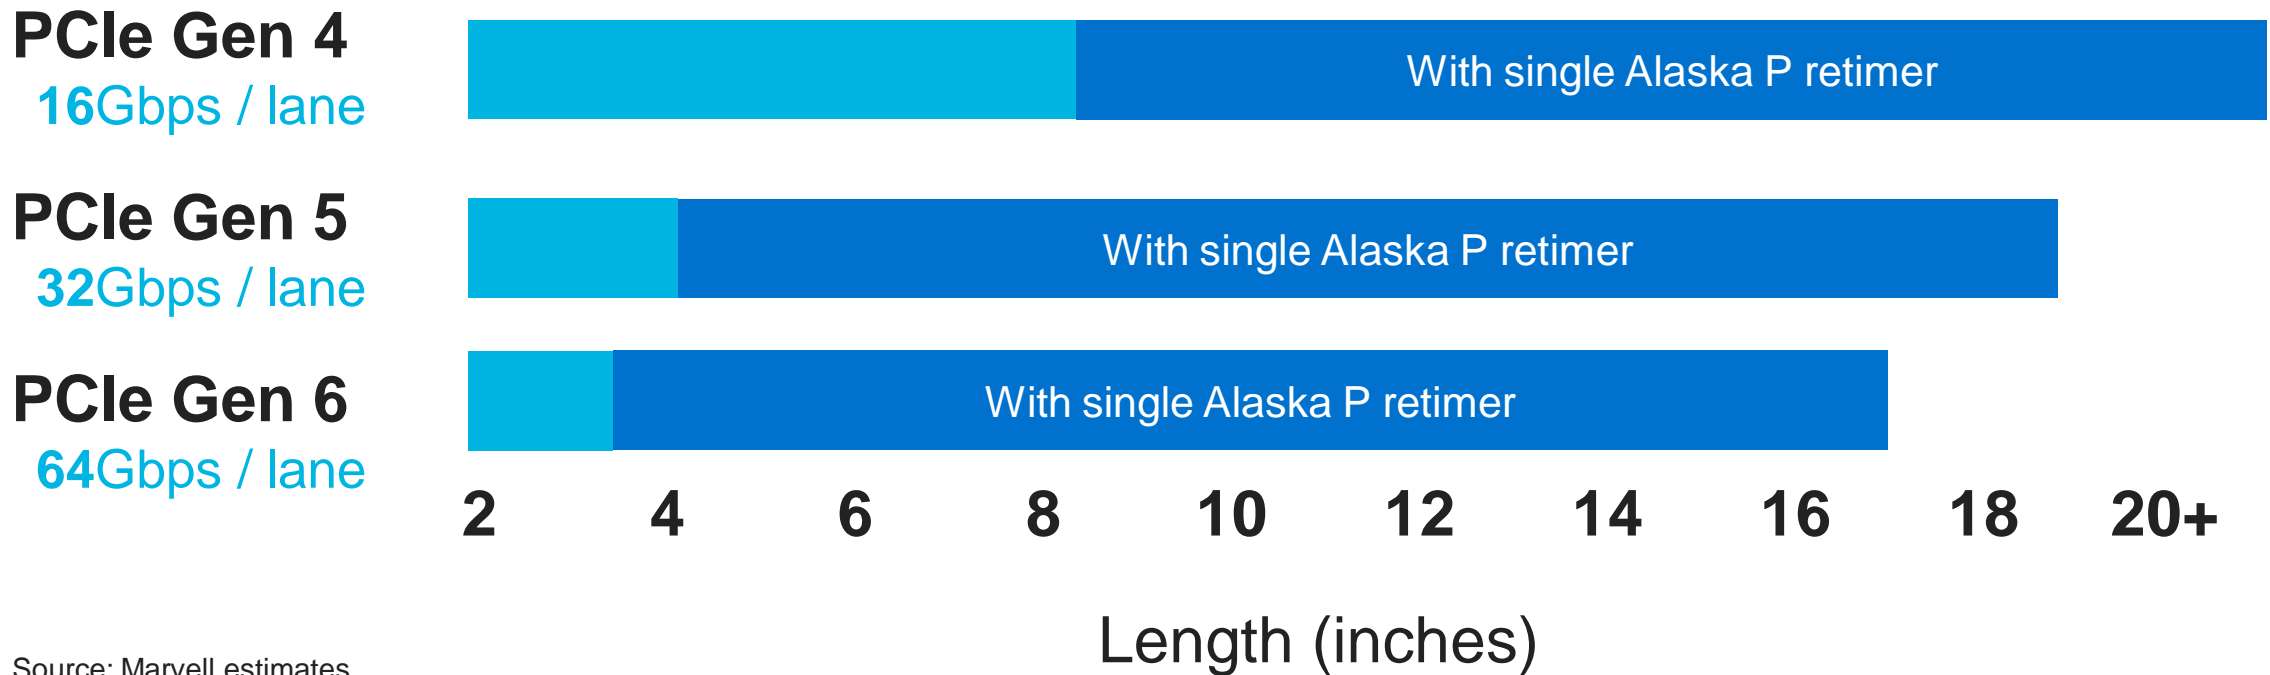 PCIe Gen 4
16Gbps / lane
With single Alaska P retimer
PCIe Gen 5
32Gbps / lane
With single Alaska P retimer
PCIe Gen 6
64Gbps / lane
With single Alaska P retimer
2 4 6 8 10 12 14 16 18 20+
Length (inches)
Source: Marvell estimates